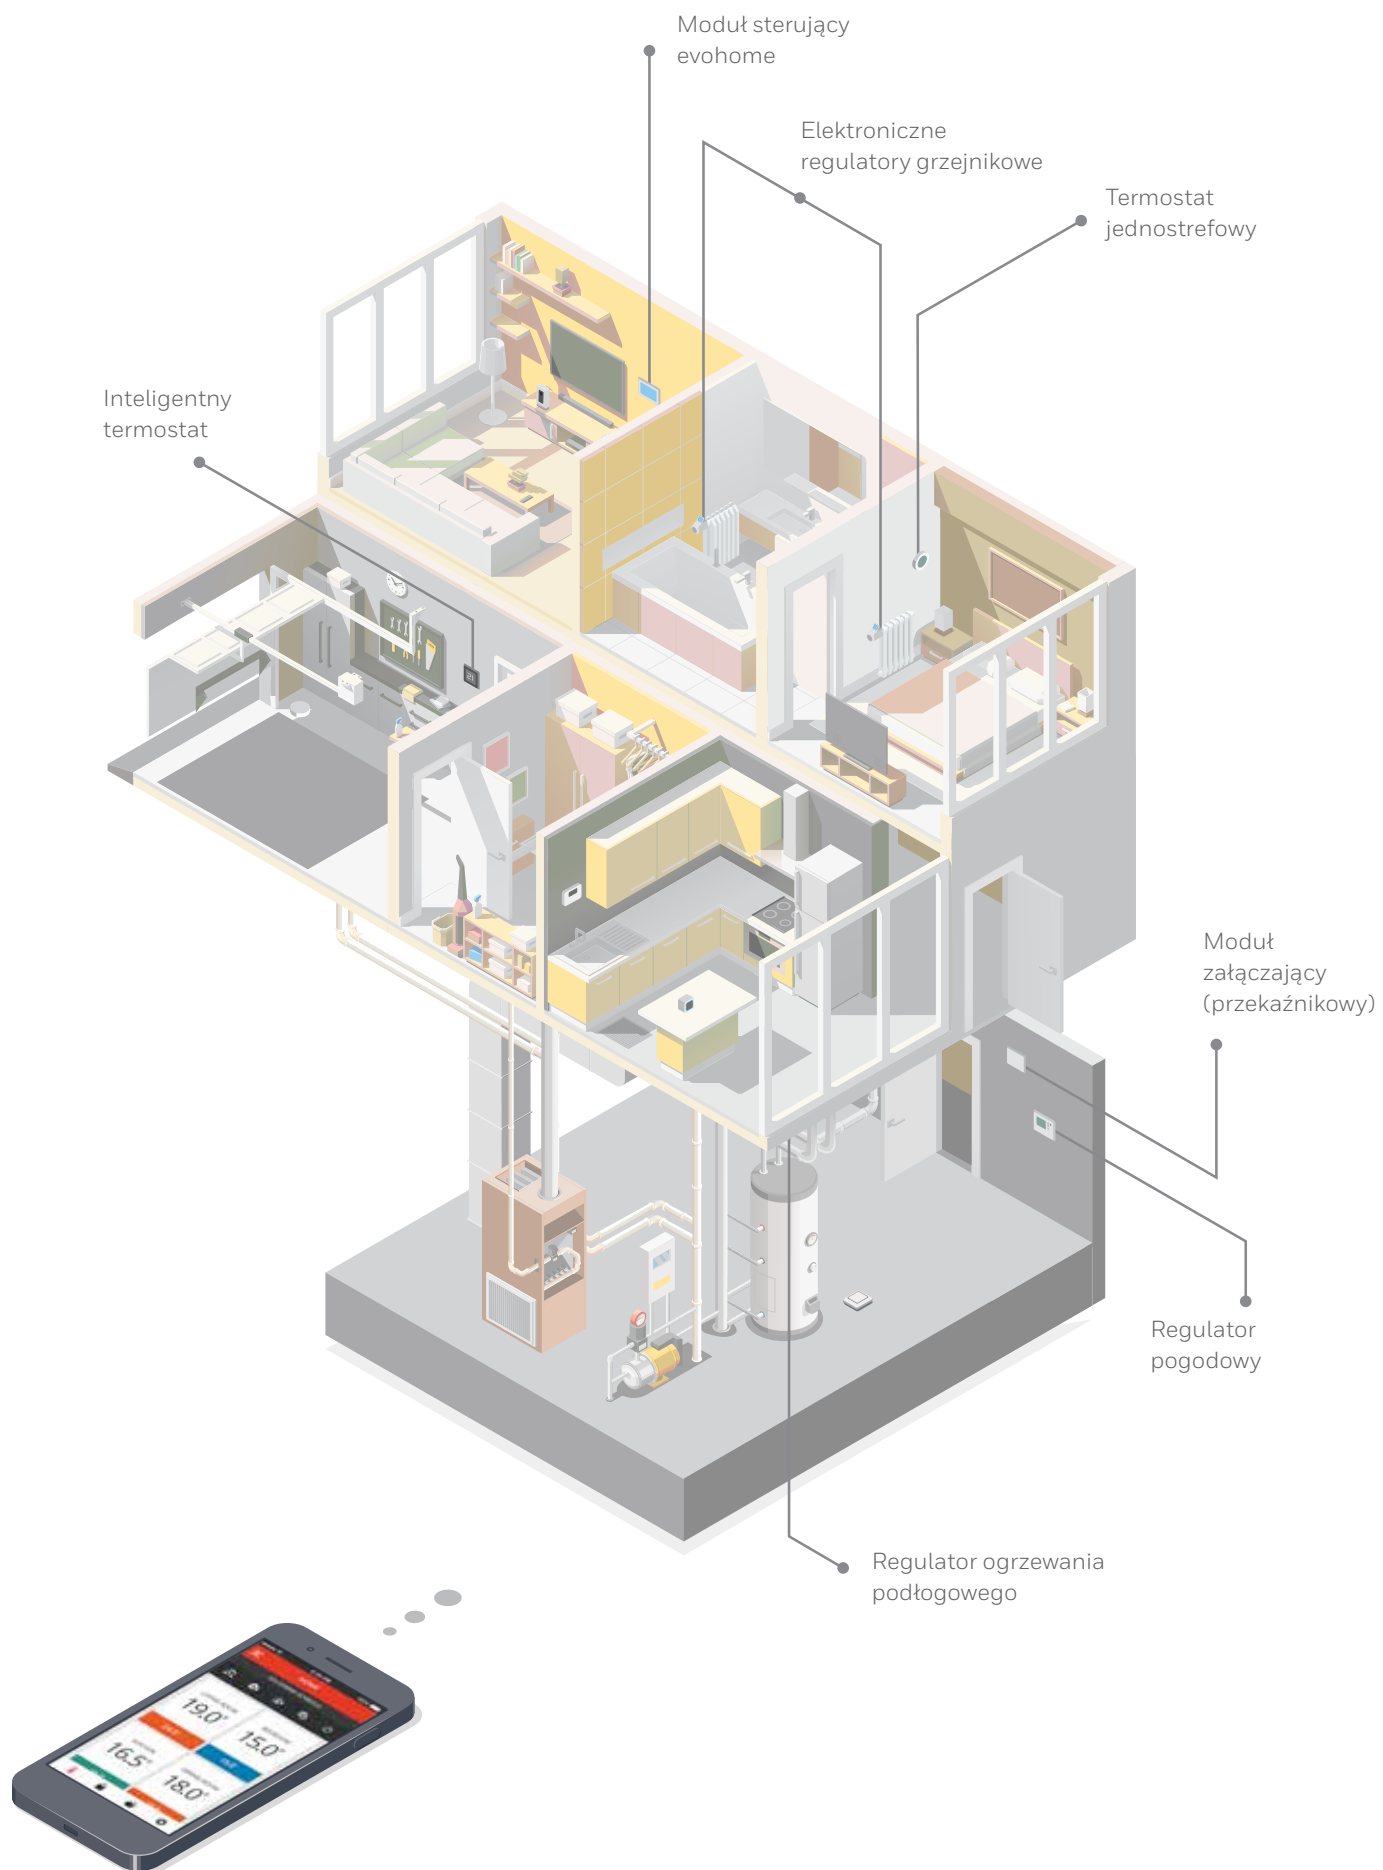 Moduł sterujący
evohome
Elektroniczne
regulatory grzejnikowe
Termostat
jednostrefowy
Inteligentny
termostat
Moduł
załączający
(przekaźnikowy)
Regulator
pogodowy
Regulator ogrzewania
podłogowego
19.0°
15.0°
16.5°
18.0°